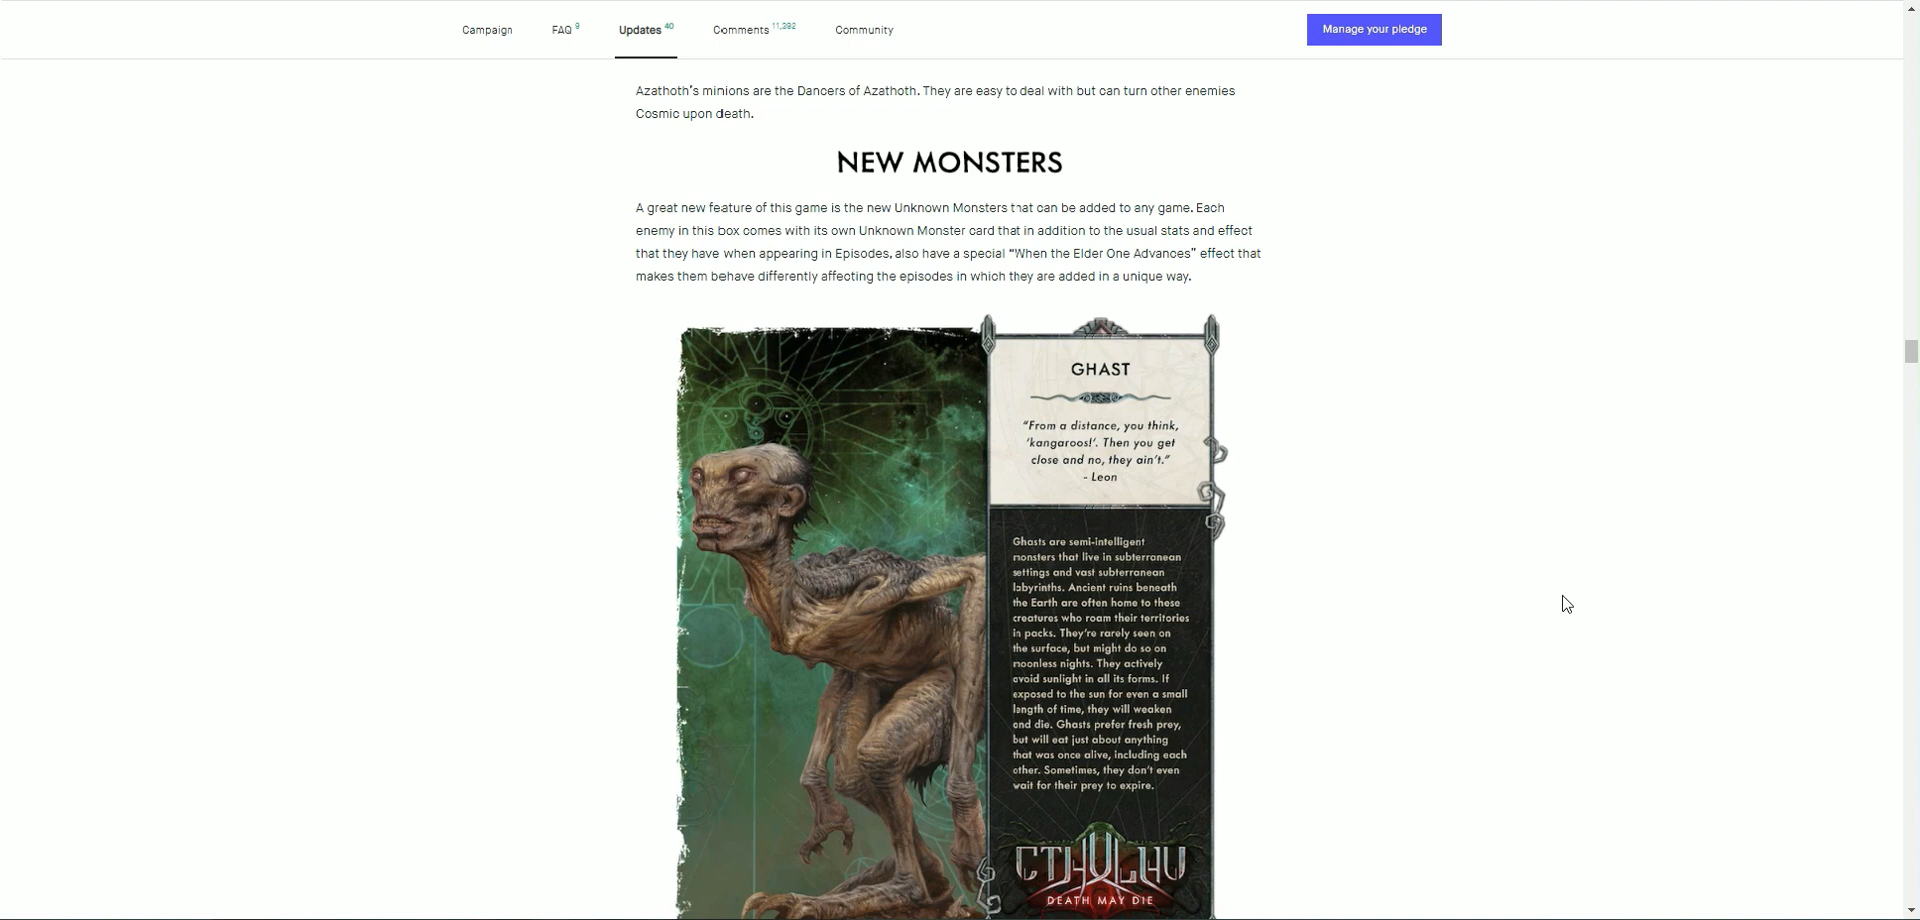 Campaign FAQ 9 Updates 40 Comments 11,392 Community Manage your pledge
Azathoth's minions are the Dancers of Azathoth. They are easy to deal with but can turn other enemies
Cosmic upon death.
NEW MONSTERS
A great new feature of this game is the new Unknown Monsters that can be added to any game. Each
enemy in this box comes with its own Unknown Monster card that in addition to the usual stats and effect
that they have when appearing in Episodes, also have a special “When the Elder One Advances” effect that
makes them behave differently affecting the episodes in which they are added in a unique way.
GHAST
“From a distance, you think,
'kangaroos!'. Then you get
close and no, they ain't.”
- Leon
Ghasts are semi-intelligent
monsters that live in subterranean
settings and vast subterranean
labyrinths. Ancient ruins beneath
the Earth are often home to these
creatures who roam their territories
in packs. They're rarely seen on
the surface, but might do so on
moonless nights. They actively
avoid sunlight in all its forms. If
exposed to the sun for even a small
length of time, they will weaken
and die. Ghasts prefer fresh prey,
but will eat just about anything
that was once alive, including each
other. Sometimes, they don't even
wait for their prey to expire.
CTHULHU
DEATH MAY DIE